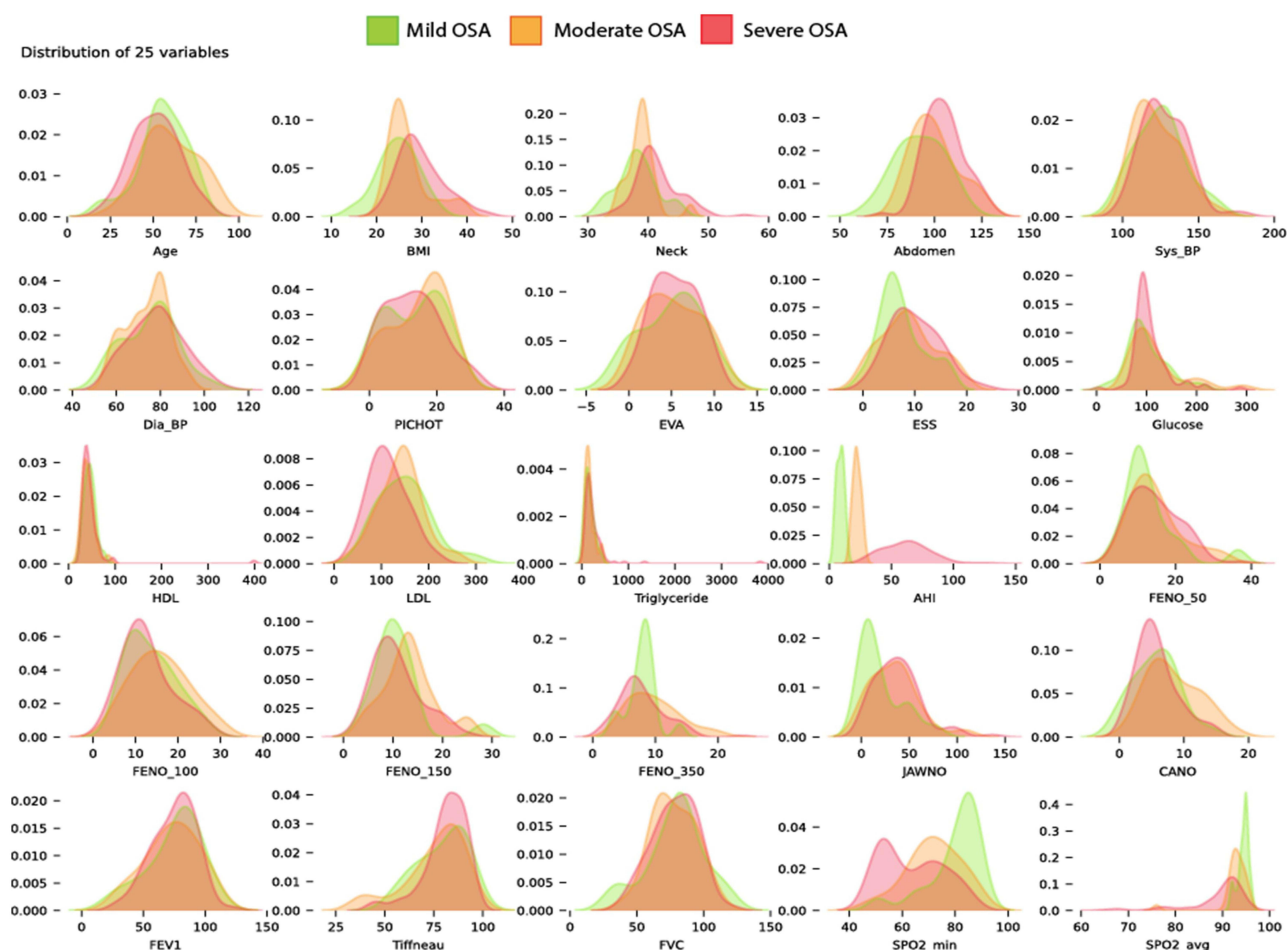 Mild OSA Moderate OSA Severe OSA
Distribution of 25 variables
0.03 0.02 0.01 0.00
0 25 50 75 100
Age
0.10 0.05 0.00
10 20 30 40 50
BMI
0.20 0.15 0.10 0.05 0.00
30 40 50 60
Neck
0.03 0.02 0.01 0.00
50 75 100 125 150
Abdomen
0.02 0.01 0.00
100 150 200
Sys_BP
0.04 0.03 0.02 0.01 0.00
40 60 80 100 120
Dia_BP
0.04 0.03 0.02 0.01 0.00
0 20 40
PICHOT
0.10 0.05 0.00
−5 0 5 10 15
EVA
0.100 0.075 0.050 0.025 0.000
0 10 20 30
ESS
0.020 0.015 0.010 0.005 0.000
0 100 200 300
Glucose
0.03 0.02 0.01 0.00
0 100 200 300 400
HDL
0.008 0.006 0.004 0.002 0.000
0 100 200 300 400
LDL
0.004 0.002 0.000
0 1000 2000 3000 4000
Triglyceride
0.100 0.075 0.050 0.025 0.000
0 50 100 150
AHI
0.08 0.06 0.04 0.02 0.00
0 20 40
FENO_50
0.06 0.04 0.02 0.00
0 10 20 30 40
FENO_100
0.100 0.075 0.050 0.025 0.000
0 10 20 30
FENO_150
0.2 0.1 0.0
0 10 20
FENO_350
0.02 0.01 0.00
0 50 100 150
JAWNO
0.10 0.05 0.00
0 10 20
CANO
0.020 0.015 0.010 0.005 0.000
0 50 100 150
FEV1
0.04 0.03 0.02 0.01 0.00
25 50 75 100
Tiffneau
0.020 0.015 0.010 0.005 0.000
0 50 100 150
FVC
0.04 0.02 0.00
40 60 80 100
SPO2_min
0.4 0.3 0.2 0.1 0.0
60 70 80 90 100
SPO2_avg